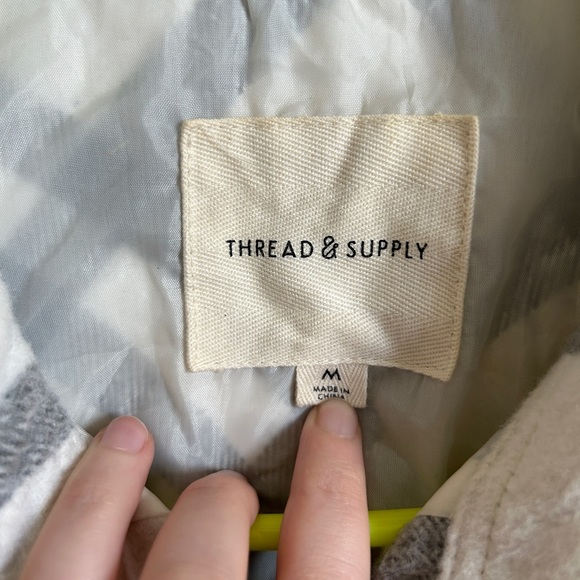 THREAD & SUPPLY
M
MADE IN
CHINA